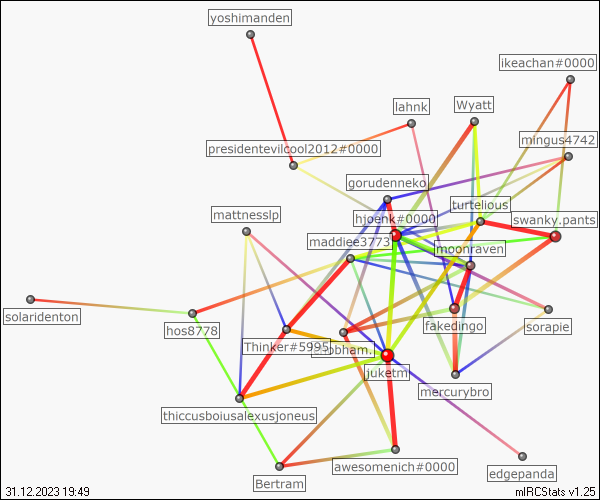 yoshimanden
ikeachan#0000
lahnk
Wyatt
mingus4742
presidentevilcool2012#0000
gorudenneko
turtelious
mattnesslp
hjoenk#0000
swanky.pants
maddiee3773
moonraven
solaridenton
hos8778
fakedingo
sorapie
Thinker#5995
juketm
mercurybro
thiccusboiusalexusjoneus
awesomenich#0000
edgepanda
Bertram
31.12.2023 19:49
mIRCStats v1.25